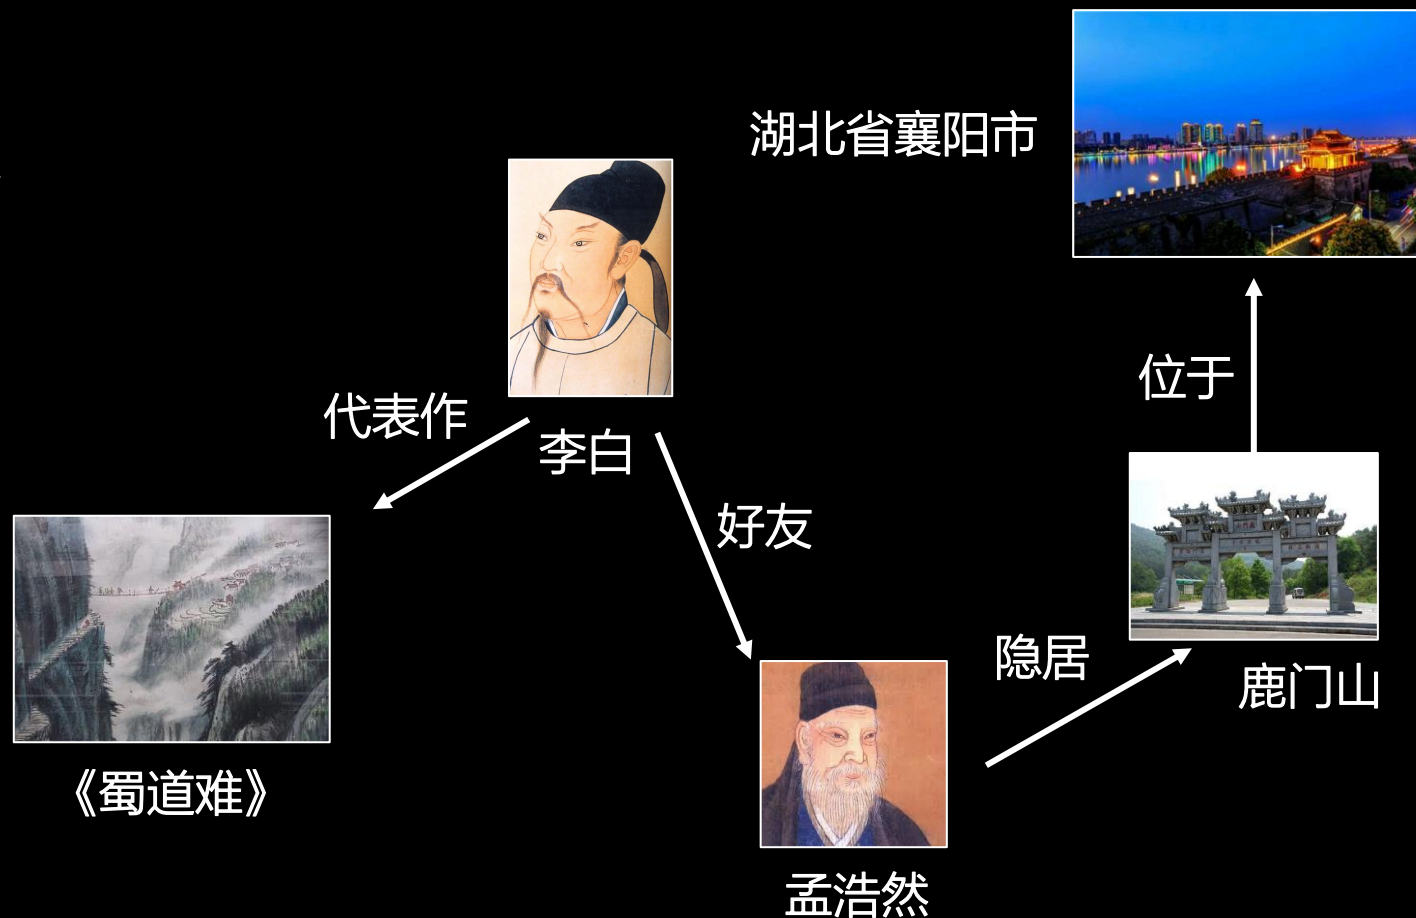 湖北省襄阳市
位于
代表作
李白
好友
隐居
鹿门山
《蜀道难》
孟浩然